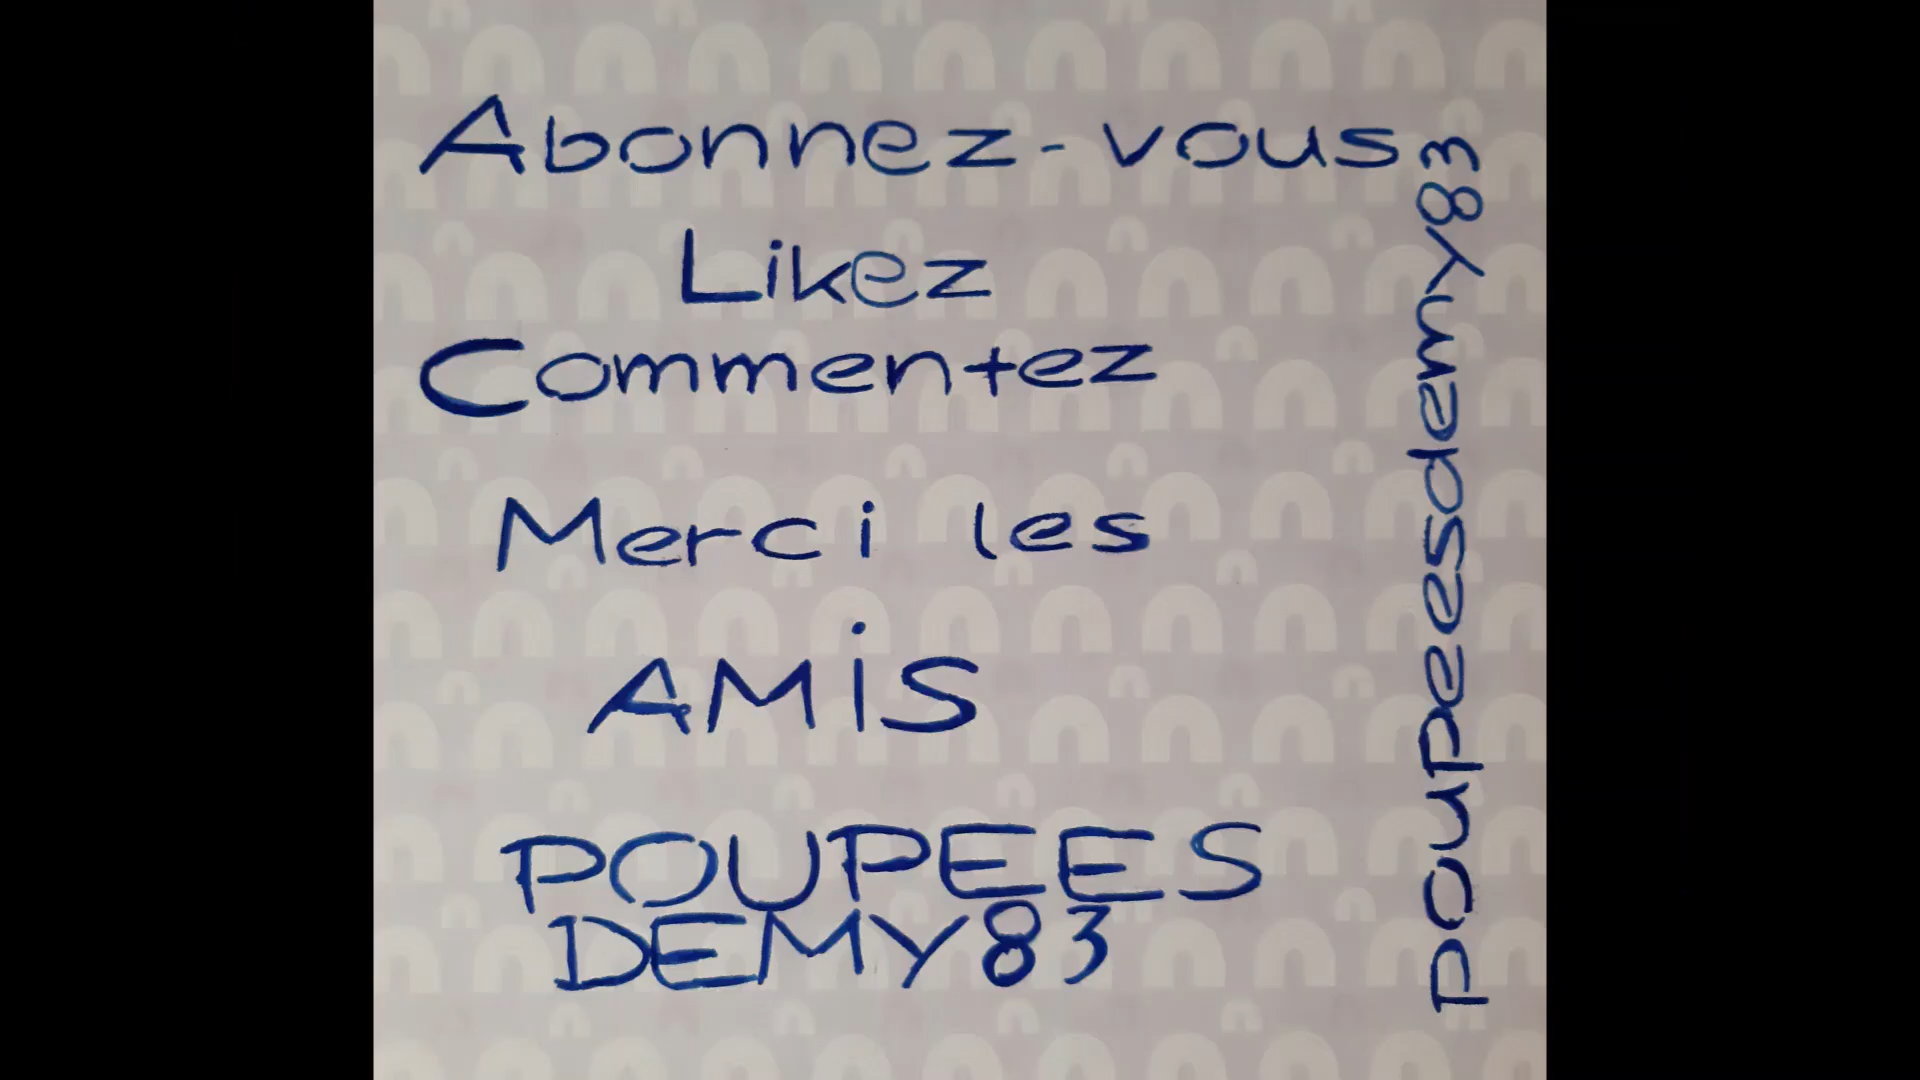 Abonnez-vous
Likez
Commentez
Merci les
AMiS
POUPEES
DEMY83
poupeesdemy83